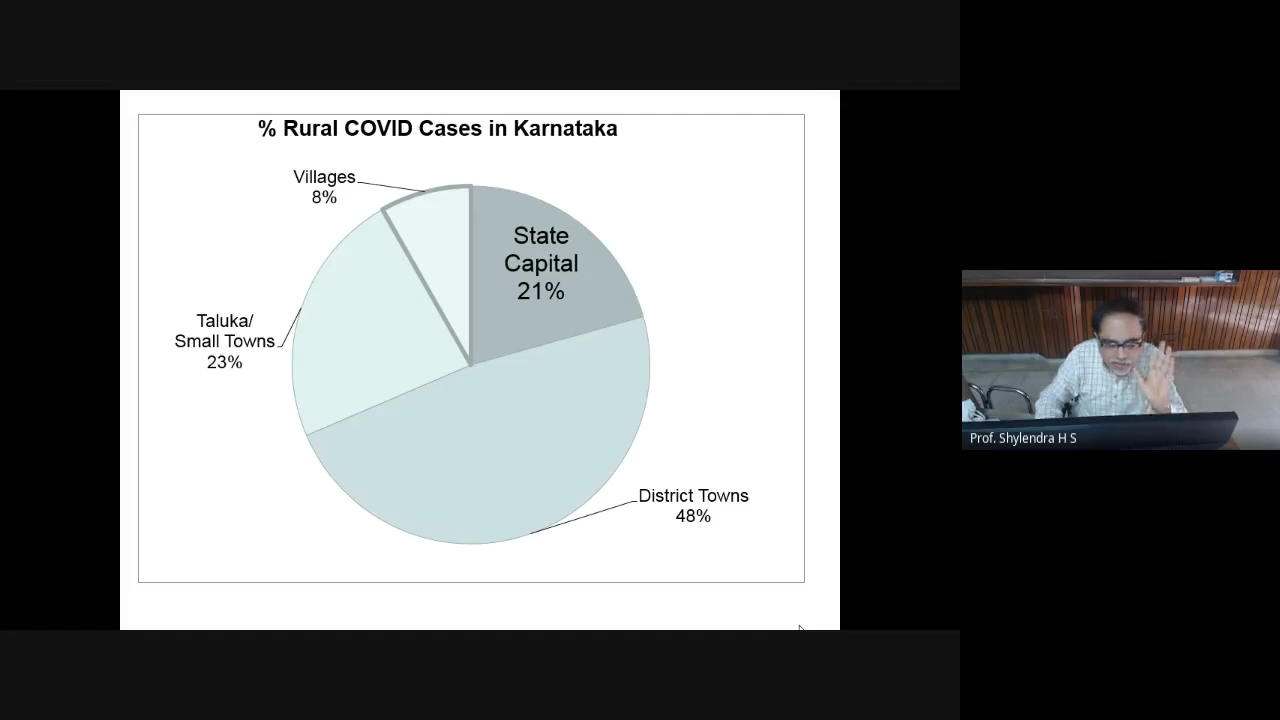 % Rural COVID Cases in Karnataka
Villages
8%
State
Capital
21%
Taluka/
Small Towns
23%
District Towns
48%
Prof. Shylendra H S